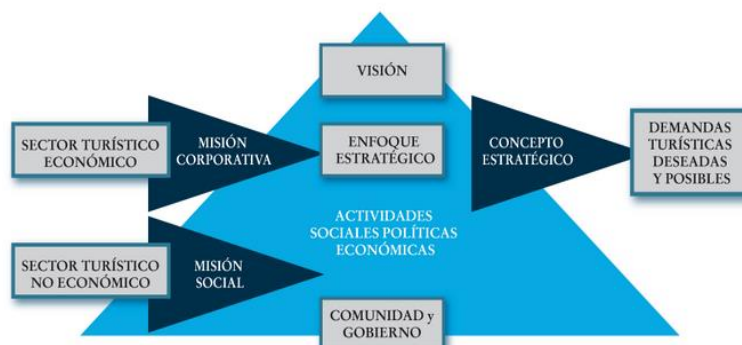 VISIÓN
SECTOR TURÍSTICO
ECONÓMICO
MISIÓN
CORPORATIVA
ENFOQUE
ESTRATÉGICO
CONCEPTO
ESTRATÉGICO
DEMANDAS
TURÍSTICAS
DESEADAS
Y POSIBLES
ACTIVIDADES
SOCIALES POLÍTICAS
ECONÓMICAS
SECTOR TURÍSTICO
NO ECONÓMICO
MISIÓN
SOCIAL
COMUNIDAD y
GOBIERNO